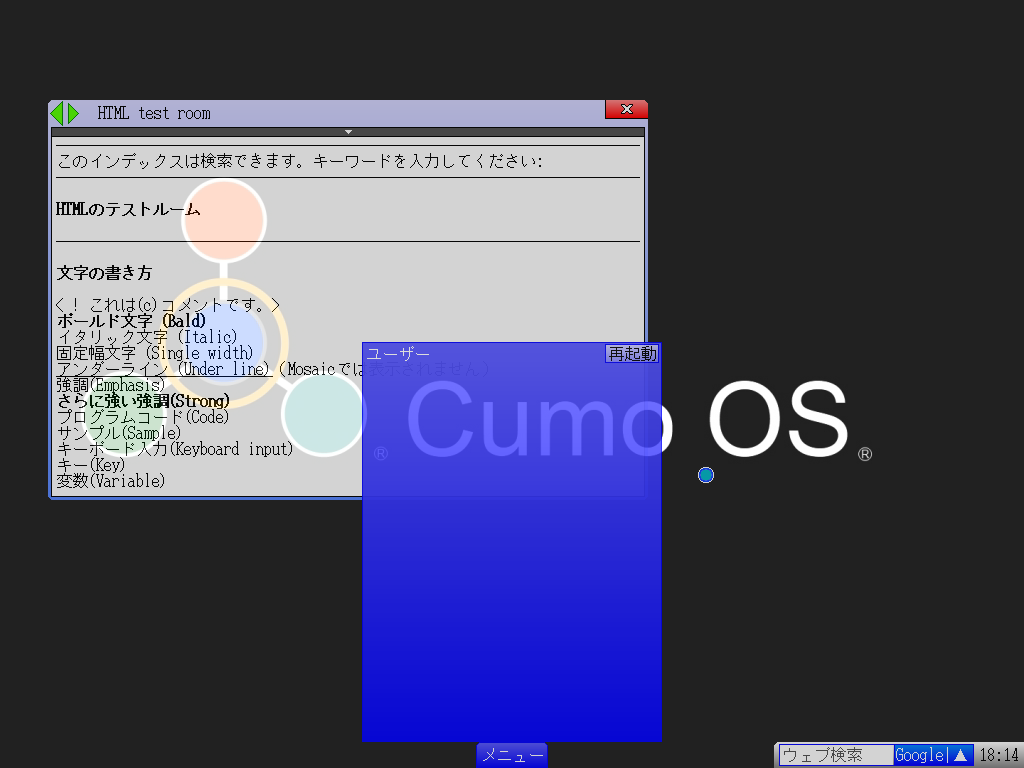 HTML test room
このインデックスは検索できます。キーワードを入力してください:
HTMLのテストルーム
文字の書き方
< ! これは(c)コメントです。>
ボールド文字 (Bald)
イタリック文字 (Italic)
固定幅文字 (Single width)
アンダーライン (Under line) (Mosaicでは表示されません)
強調(Emphasis)
さらに強い強調(Strong)
プログラムコード(Code)
サンプル(Sample)
キーボード入力(Keyboard input)
キー(Key)
変数(Variable)
ユーザー 再起動
® Cumo OS ®
メニュー
ウェブ検索 Google 18:14